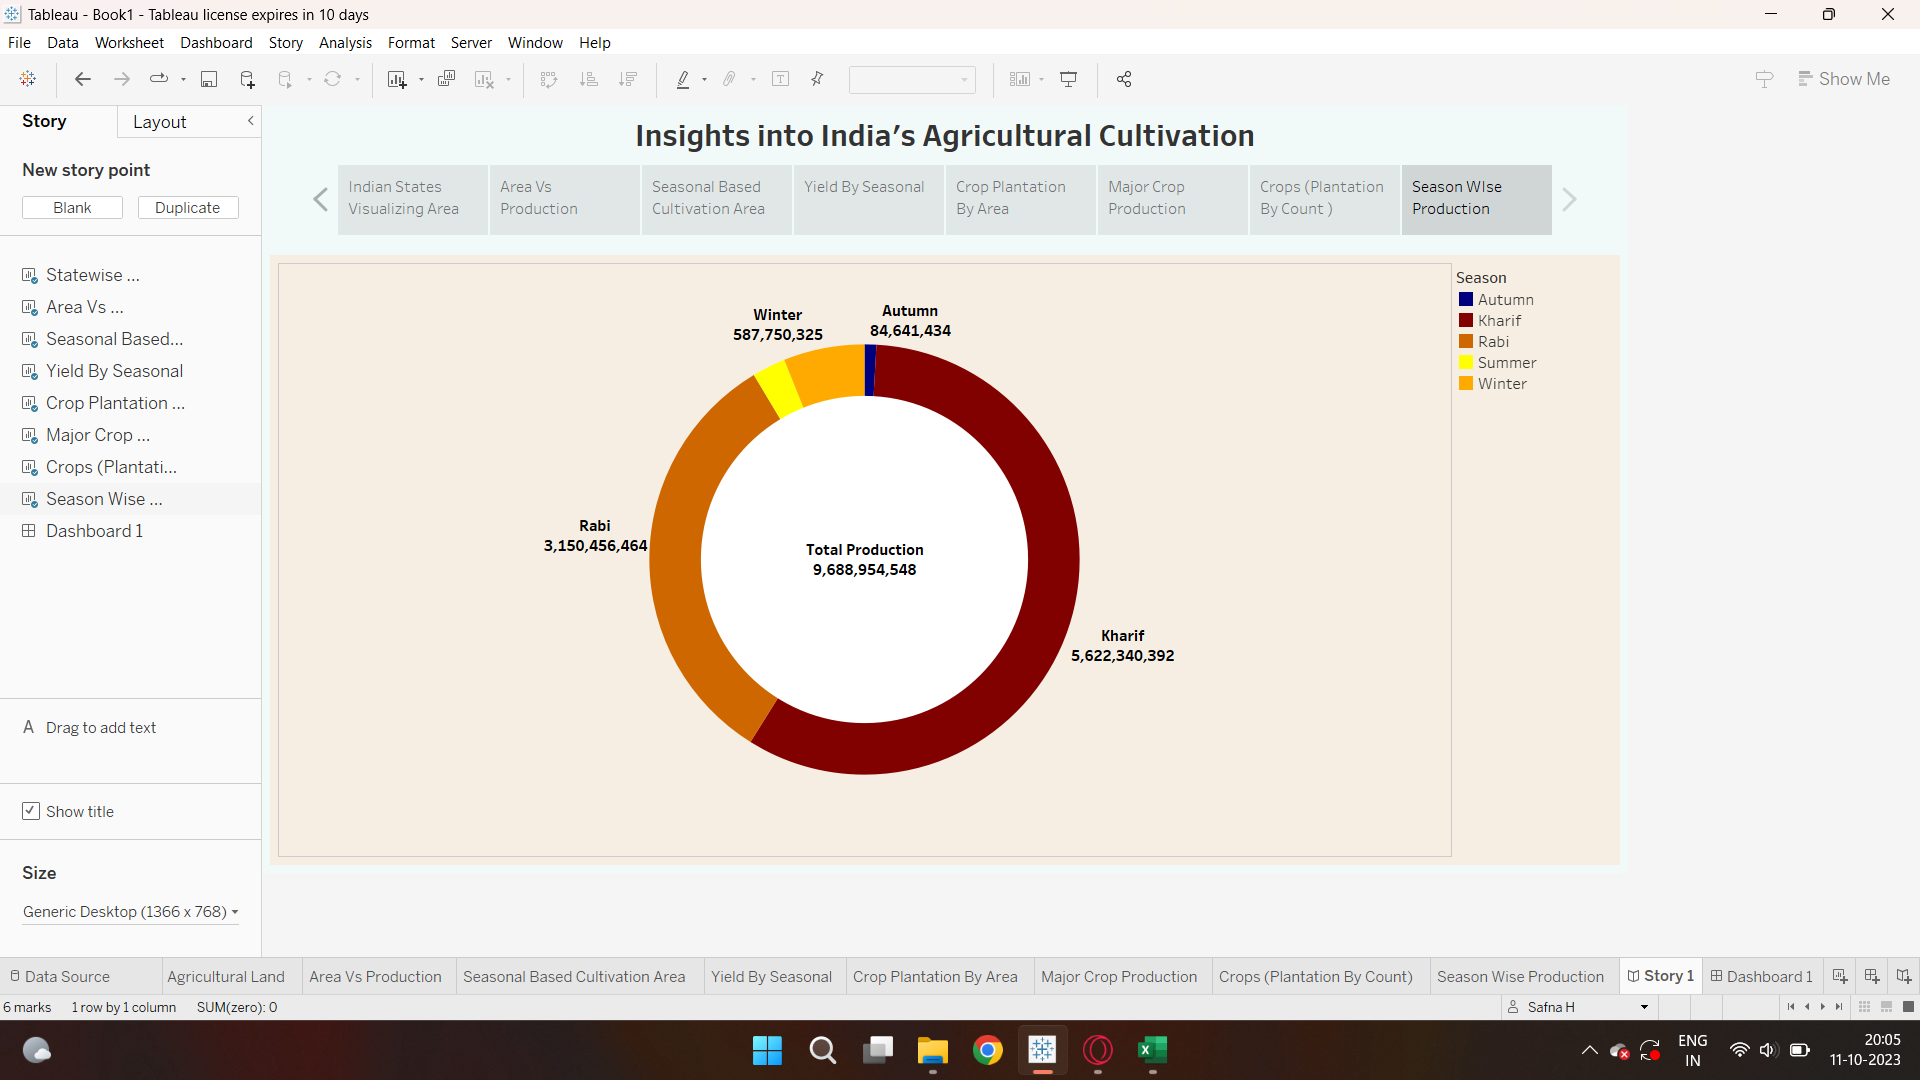 Tableau - Book1 - Tableau license expires in 10 days
File Data Worksheet Dashboard Story Analysis Format Server Window Help
Show Me
Story Layout
New story point
Blank Duplicate
Statewise ...
Area Vs ...
Seasonal Based...
Yield By Seasonal
Crop Plantation ...
Major Crop ...
Crops (Plantati...
Season Wise ...
Dashboard 1
A Drag to add text
Show title
Size
Generic Desktop (1366 x 768)
Insights into India’s Agricultural Cultivation
Indian States
Visualizing Area
Area Vs
Production
Seasonal Based
Cultivation Area
Yield By Seasonal
Crop Plantation
By Area
Major Crop
Production
Crops (Plantation
By Count )
Season WIse
Production
Winter
587,750,325
Autumn
84,641,434
Rabi
3,150,456,464
Total Production
9,688,954,548
Kharif
5,622,340,392
Season
Autumn
Kharif
Rabi
Summer
Winter
Data Source Agricultural Land Area Vs Production Seasonal Based Cultivation Area Yield By Seasonal Crop Plantation By Area Major Crop Production Crops (Plantation By Count) Season Wise Production Story 1 Dashboard 1
6 marks 1 row by 1 column SUM(zero): 0 Safna H
ENG
IN
20:05
11-10-2023